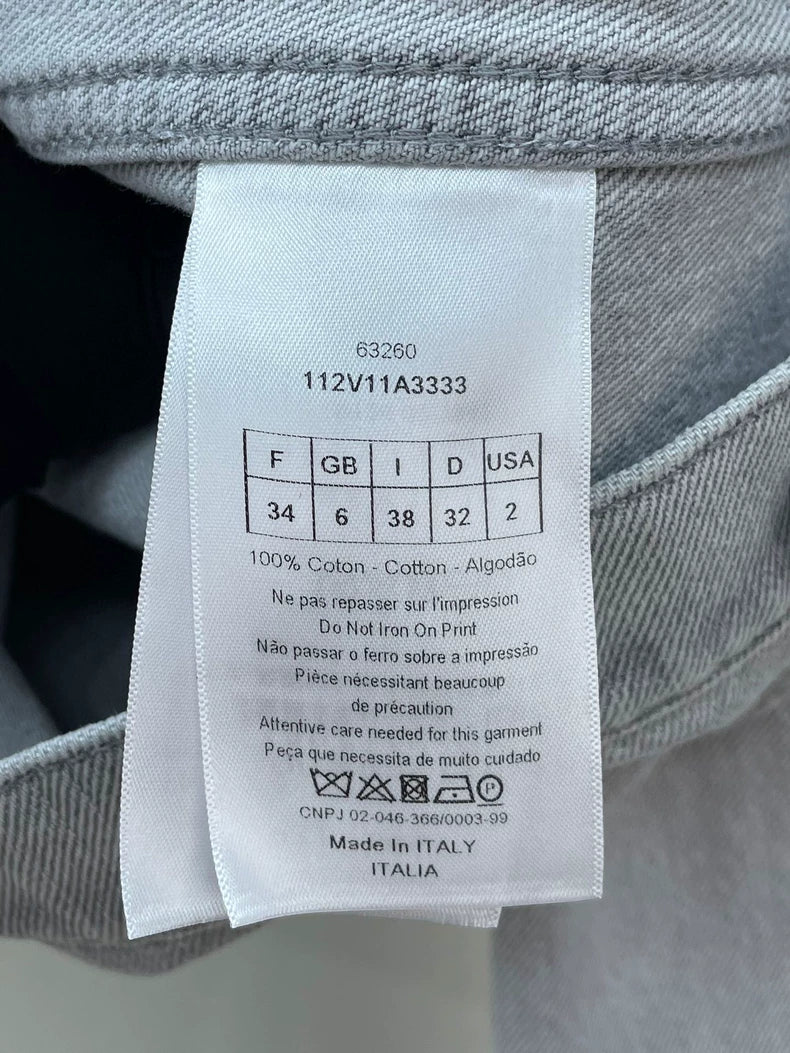 63260
112V11A3333
F GB I D USA
34 6 38 32 2
100% Coton - Cotton - Algodão
Ne pas repasser sur l'impression
Do Not Iron On Print
Não passar o ferro sobre a impressão
Pièce nécessitant beaucoup
de précaution
Attentive care needed for this garment
Peça que necessita de muito cuidado
P
CNPJ 02-046-366/0003-99
Made In ITALY
ITALIA